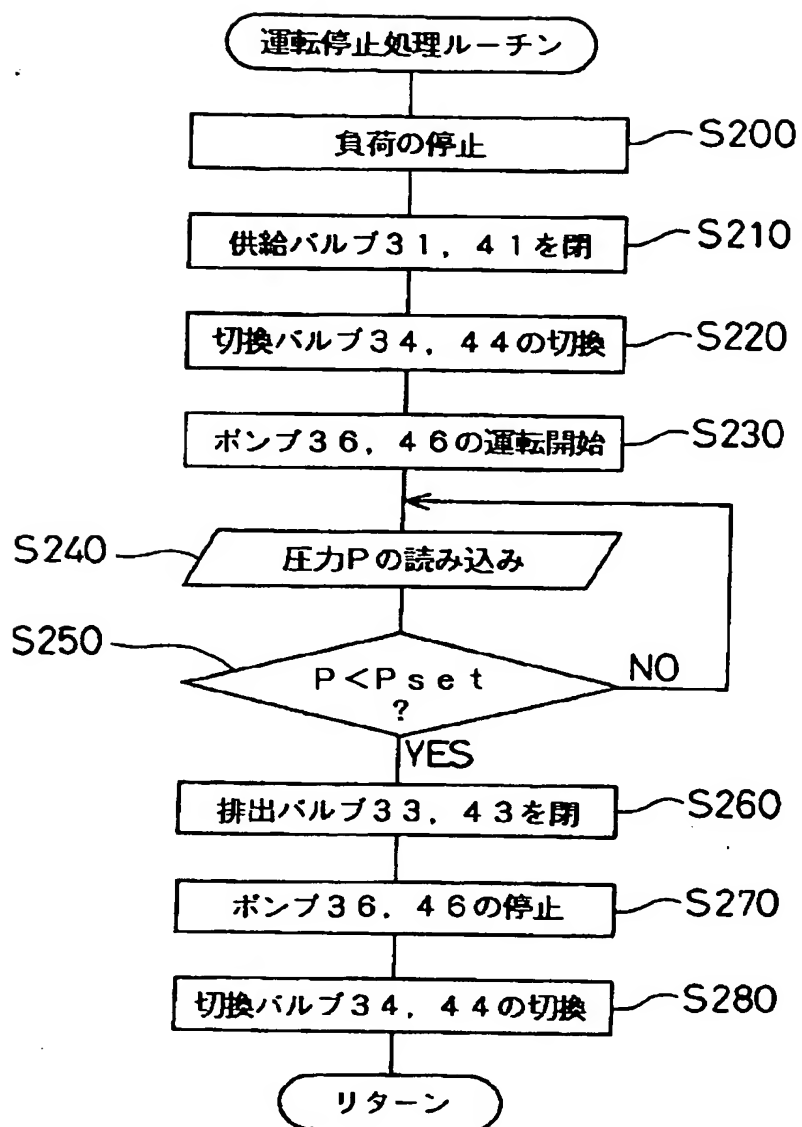 運転停止処理ルーチン
負荷の停止
S200
供給バルブ31,41を閉
S210
切換バルブ34,44の切換
S220
ポンプ36,46の運転開始
S230
S240
圧力Pの読み込み
S250
P<Pset
?
NO
YES
排出バルブ33,43を閉
S260
ポンプ36,46の停止
S270
切換バルブ34,44の切換
S280
リターン